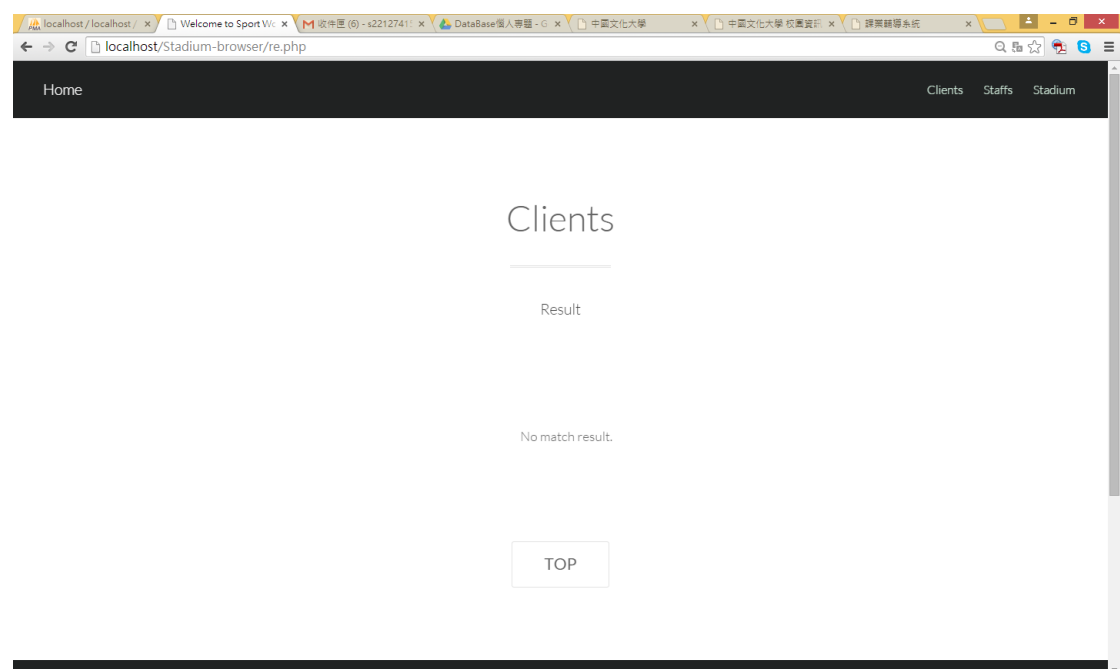 localhost / localhost /
Welcome to Sport Wo
收件匣 (6) - s2212741
DataBase個人專題 - G
中國文化大學
中國文化大學 校園資訊
課業輔導系統
localhost/Stadium-browser/re.php
Home
Clients
Staffs
Stadium
Clients
Result
No match result.
TOP